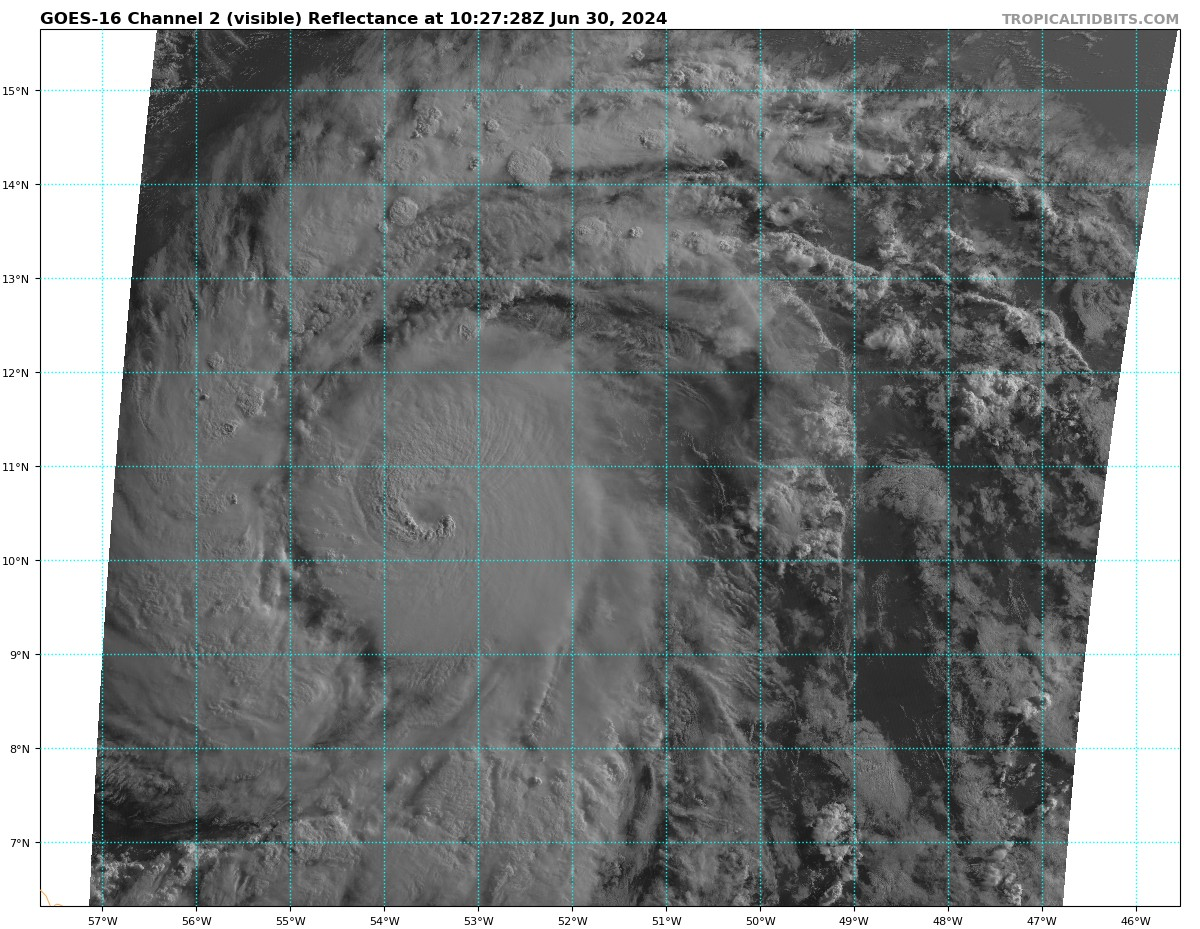 GOES-16 Channel 2 (visible) Reflectance at 10:27:28Z Jun 30, 2024
TROPICALTIDBITS.COM
15°N
14°N
13°N
12°N
11°N
10°N
9°N
8°N
7°N
57°W 56°W 55°W 54°W 53°W 52°W 51°W 50°W 49°W 48°W 47°W 46°W